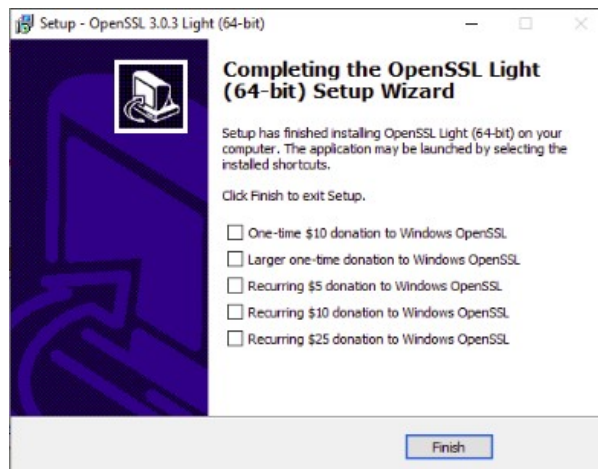 Setup - OpenSSL 3.0.3 Light (64-bit)
Completing the OpenSSL Light
(64-bit) Setup Wizard
Setup has finished installing OpenSSL Light (64-bit) on your
computer. The application may be launched by selecting the
installed shortcuts.
Click Finish to exit Setup.
One-time $10 donation to Windows OpenSSL
Larger one-time donation to Windows OpenSSL
Recurring $5 donation to Windows OpenSSL
Recurring $10 donation to Windows OpenSSL
Recurring $25 donation to Windows OpenSSL
Finish